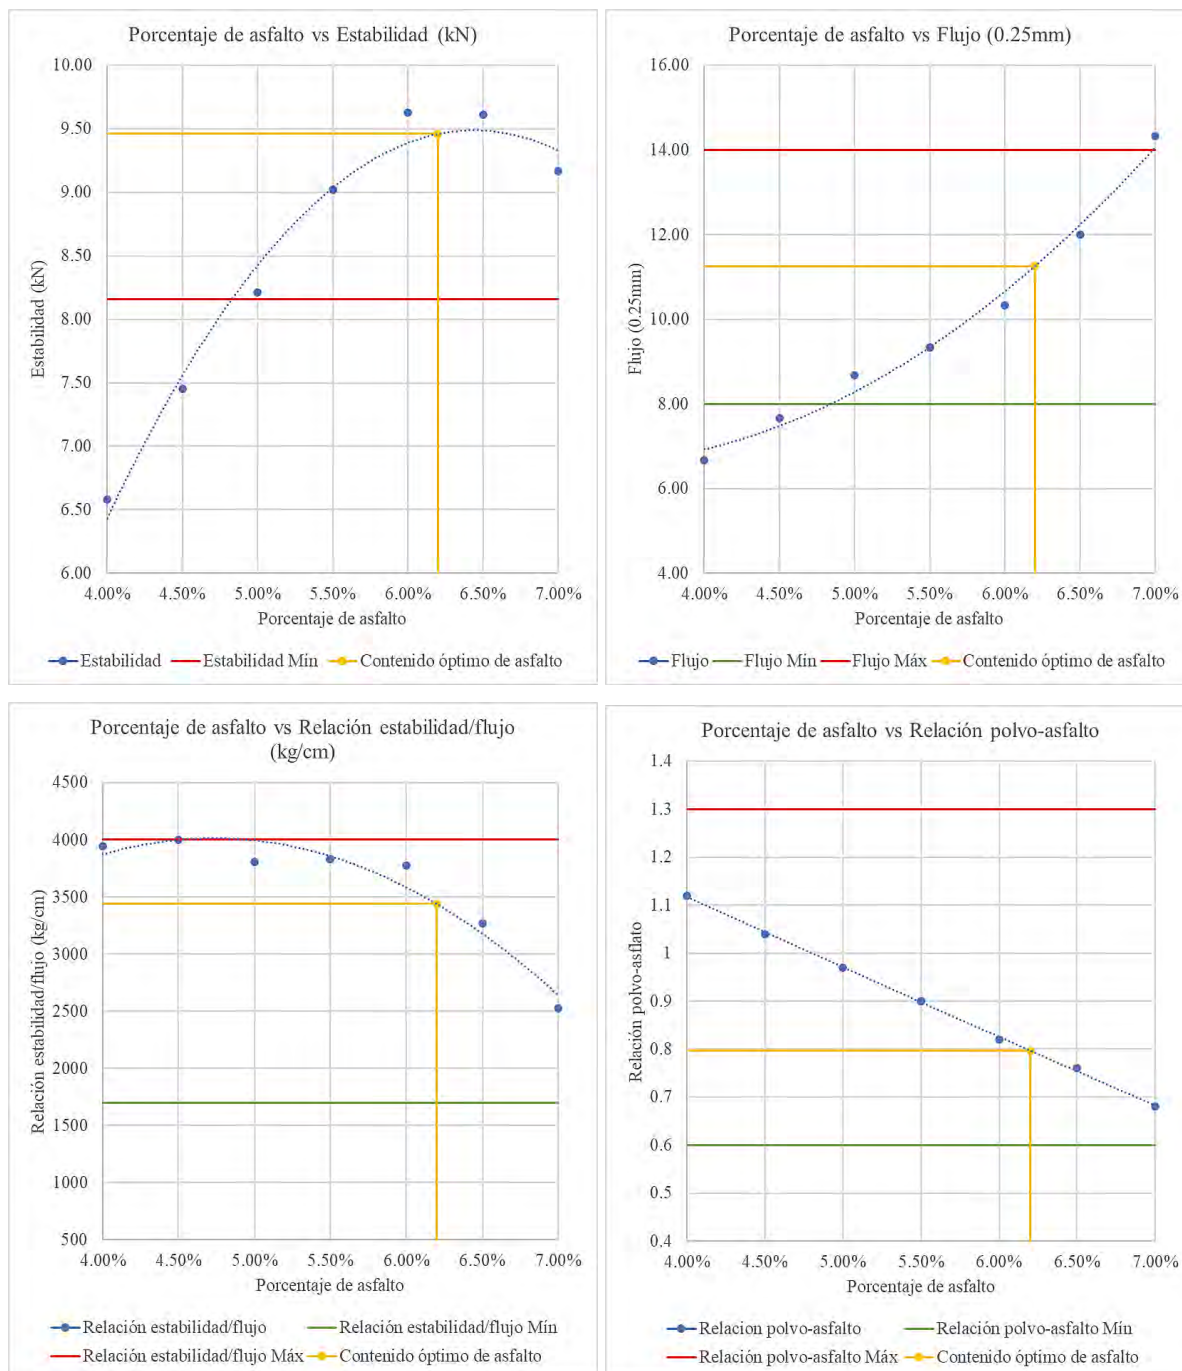 Porcentaje de asfalto vs Estabilidad (kN)
10.00
9.50
9.00
8.50
8.00
7.50
7.00
6.50
6.00
Estabilidad (kN)
4.00% 4.50% 5.00% 5.50% 6.00% 6.50% 7.00%
Porcentaje de asfalto
Estabilidad Estabilidad Mín Contenido óptimo de asfalto
Porcentaje de asfalto vs Flujo (0.25mm)
16.00
14.00
12.00
10.00
8.00
6.00
4.00
Flujo (0.25mm)
4.00% 4.50% 5.00% 5.50% 6.00% 6.50% 7.00%
Porcentaje de asfalto
Flujo Flujo Mín Flujo Máx Contenido óptimo de asfalto
Porcentaje de asfalto vs Relación estabilidad/flujo
(kg/cm)
4500
4000
3500
3000
2500
2000
1500
1000
500
Relación estabilidad/flujo (kg/cm)
4.00% 4.50% 5.00% 5.50% 6.00% 6.50% 7.00%
Porcentaje de asfalto
Relación estabilidad/flujo Relación estabilidad/flujo Mín
Relación estabilidad/flujo Máx Contenido óptimo de asfalto
Porcentaje de asfalto vs Relación polvo-asfalto
1.4
1.3
1.2
1.1
1
0.9
0.8
0.7
0.6
0.5
0.4
Relación polvo-asflato
4.00% 4.50% 5.00% 5.50% 6.00% 6.50% 7.00%
Porcentaje de asfalto
Relacion polvo-asfalto Relación polvo-asfalto Mín
Relación polvo-asfalto Máx Contenido óptimo de asfalto